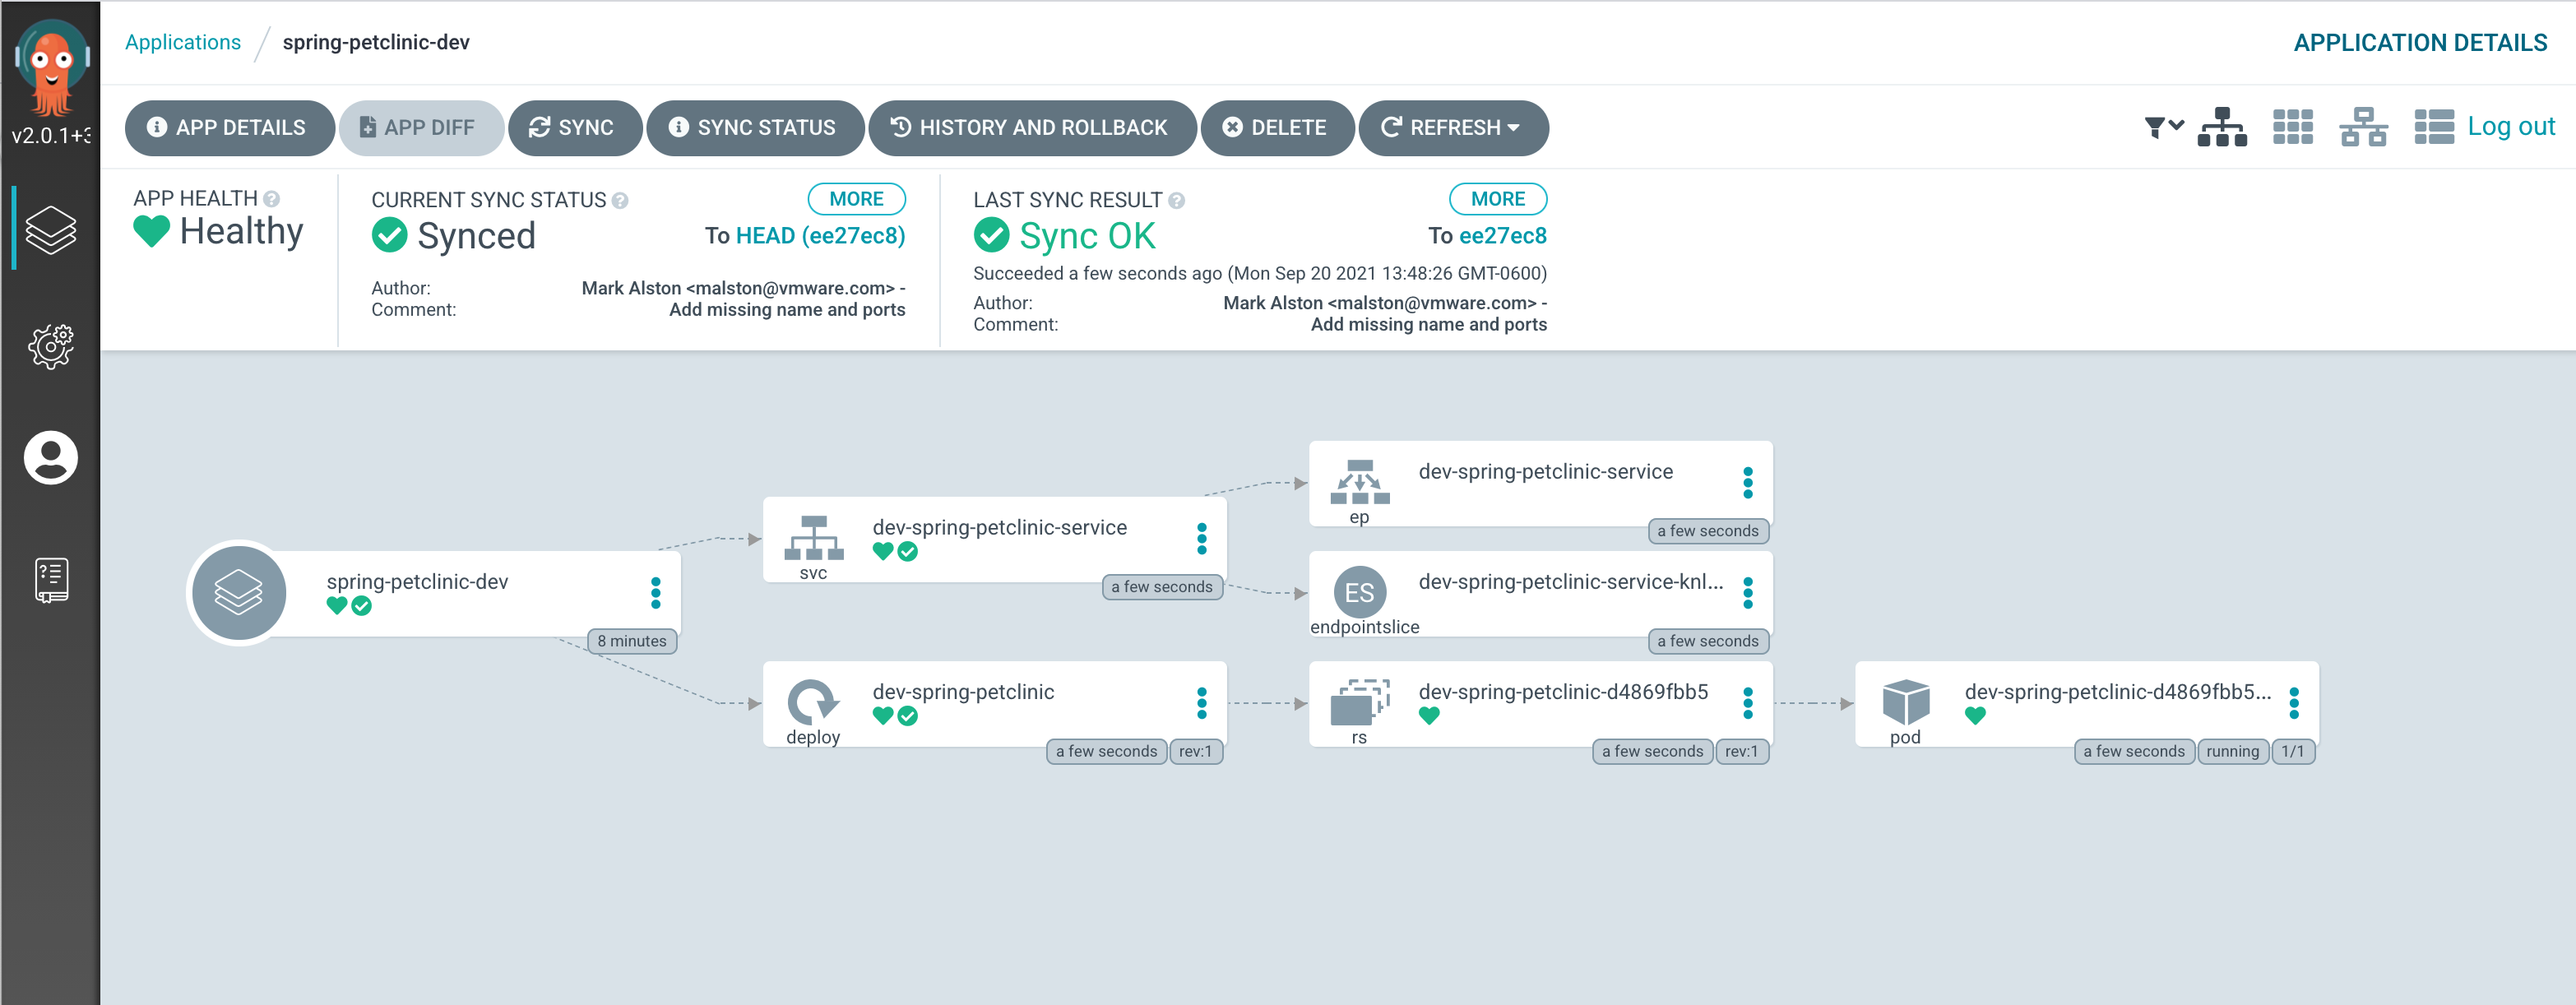 Applications / spring-petclinic-dev
APPLICATION DETAILS
v2.0.1+3
APP DETAILS
APP DIFF
SYNC
SYNC STATUS
HISTORY AND ROLLBACK
DELETE
REFRESH
Log out
APP HEALTH ?
Healthy
CURRENT SYNC STATUS ?
MORE
Synced
To HEAD (ee27ec8)
Author: Mark Alston <malston@vmware.com> -
Comment: Add missing name and ports
LAST SYNC RESULT ?
MORE
Sync OK
To ee27ec8
Succeeded a few seconds ago (Mon Sep 20 2021 13:48:26 GMT-0600)
Author: Mark Alston <malston@vmware.com> -
Comment: Add missing name and ports
spring-petclinic-dev
8 minutes
dev-spring-petclinic-service
svc
a few seconds
dev-spring-petclinic-service
ep
a few seconds
ES
dev-spring-petclinic-service-knl...
endpointslice
a few seconds
dev-spring-petclinic
deploy
a few seconds
rev:1
dev-spring-petclinic-d4869fbb5
rs
a few seconds
rev:1
dev-spring-petclinic-d4869fbb5...
pod
a few seconds
running
1/1